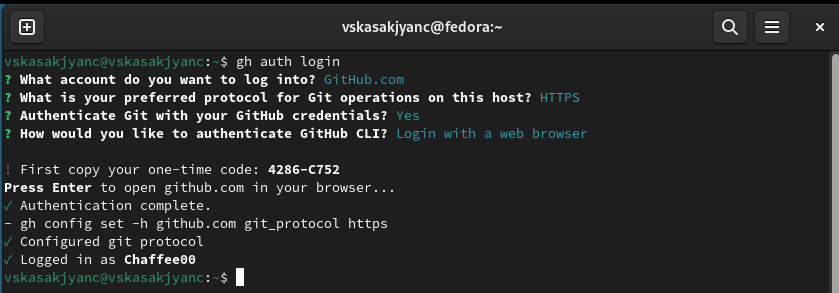 vskasakjyanc@fedora:~
vskasakjyanc@vskasakjyanc:~$ gh auth login
? What account do you want to log into? GitHub.com
? What is your preferred protocol for Git operations on this host? HTTPS
? Authenticate Git with your GitHub credentials? Yes
? How would you like to authenticate GitHub CLI? Login with a web browser
! First copy your one-time code: 4286-C752
Press Enter to open github.com in your browser...
✓ Authentication complete.
- gh config set -h github.com git_protocol https
✓ Configured git protocol
✓ Logged in as Chaffee00
vskasakjyanc@vskasakjyanc:~$